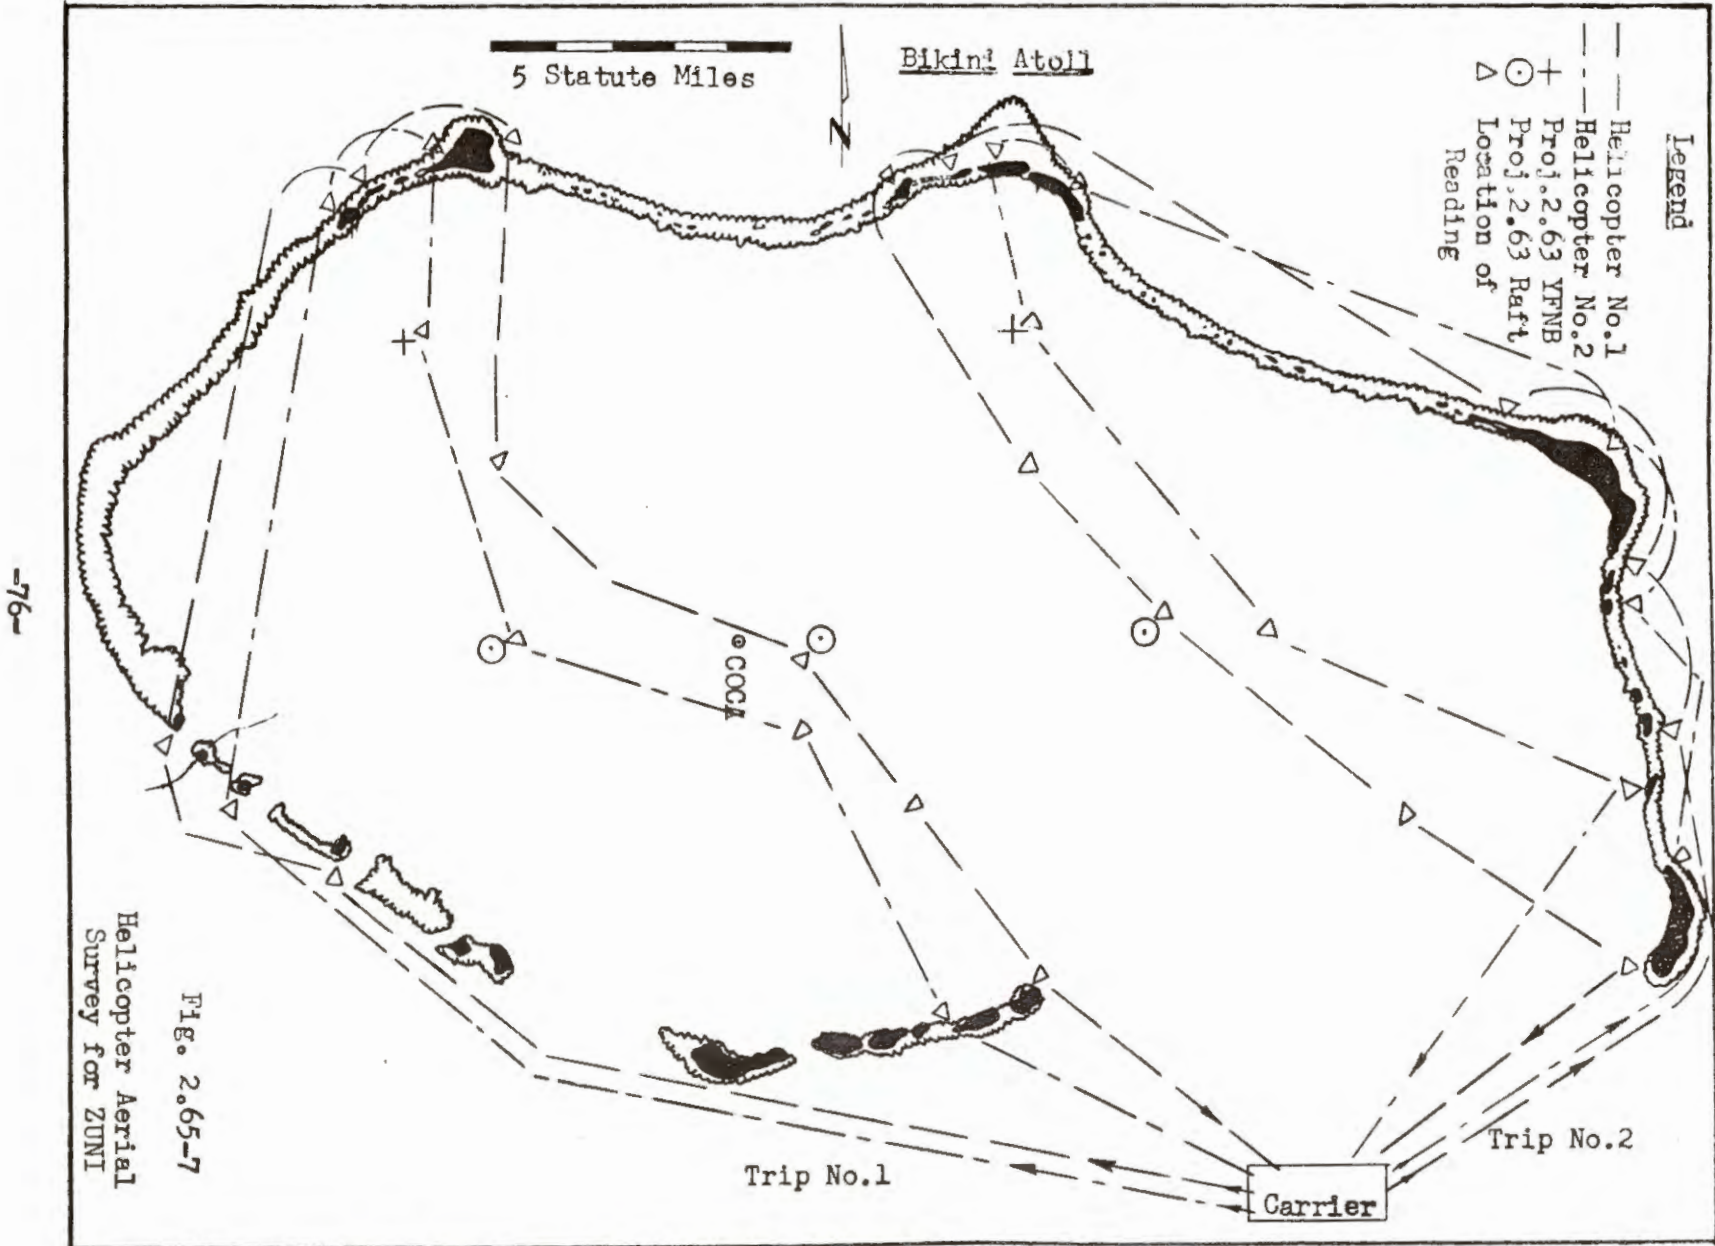 5 Statute Miles
Bikini Atoll
N
Legend
Helicopter No.1
Helicopter No.2
Proj.2.63 YFNB
Proj.2.63 Raft
Location of
Reading
COCA
Trip No.1
Trip No.2
Carrier
Fig. 2.65-7
Helicopter Aerial
Survey for ZUNI
-76-